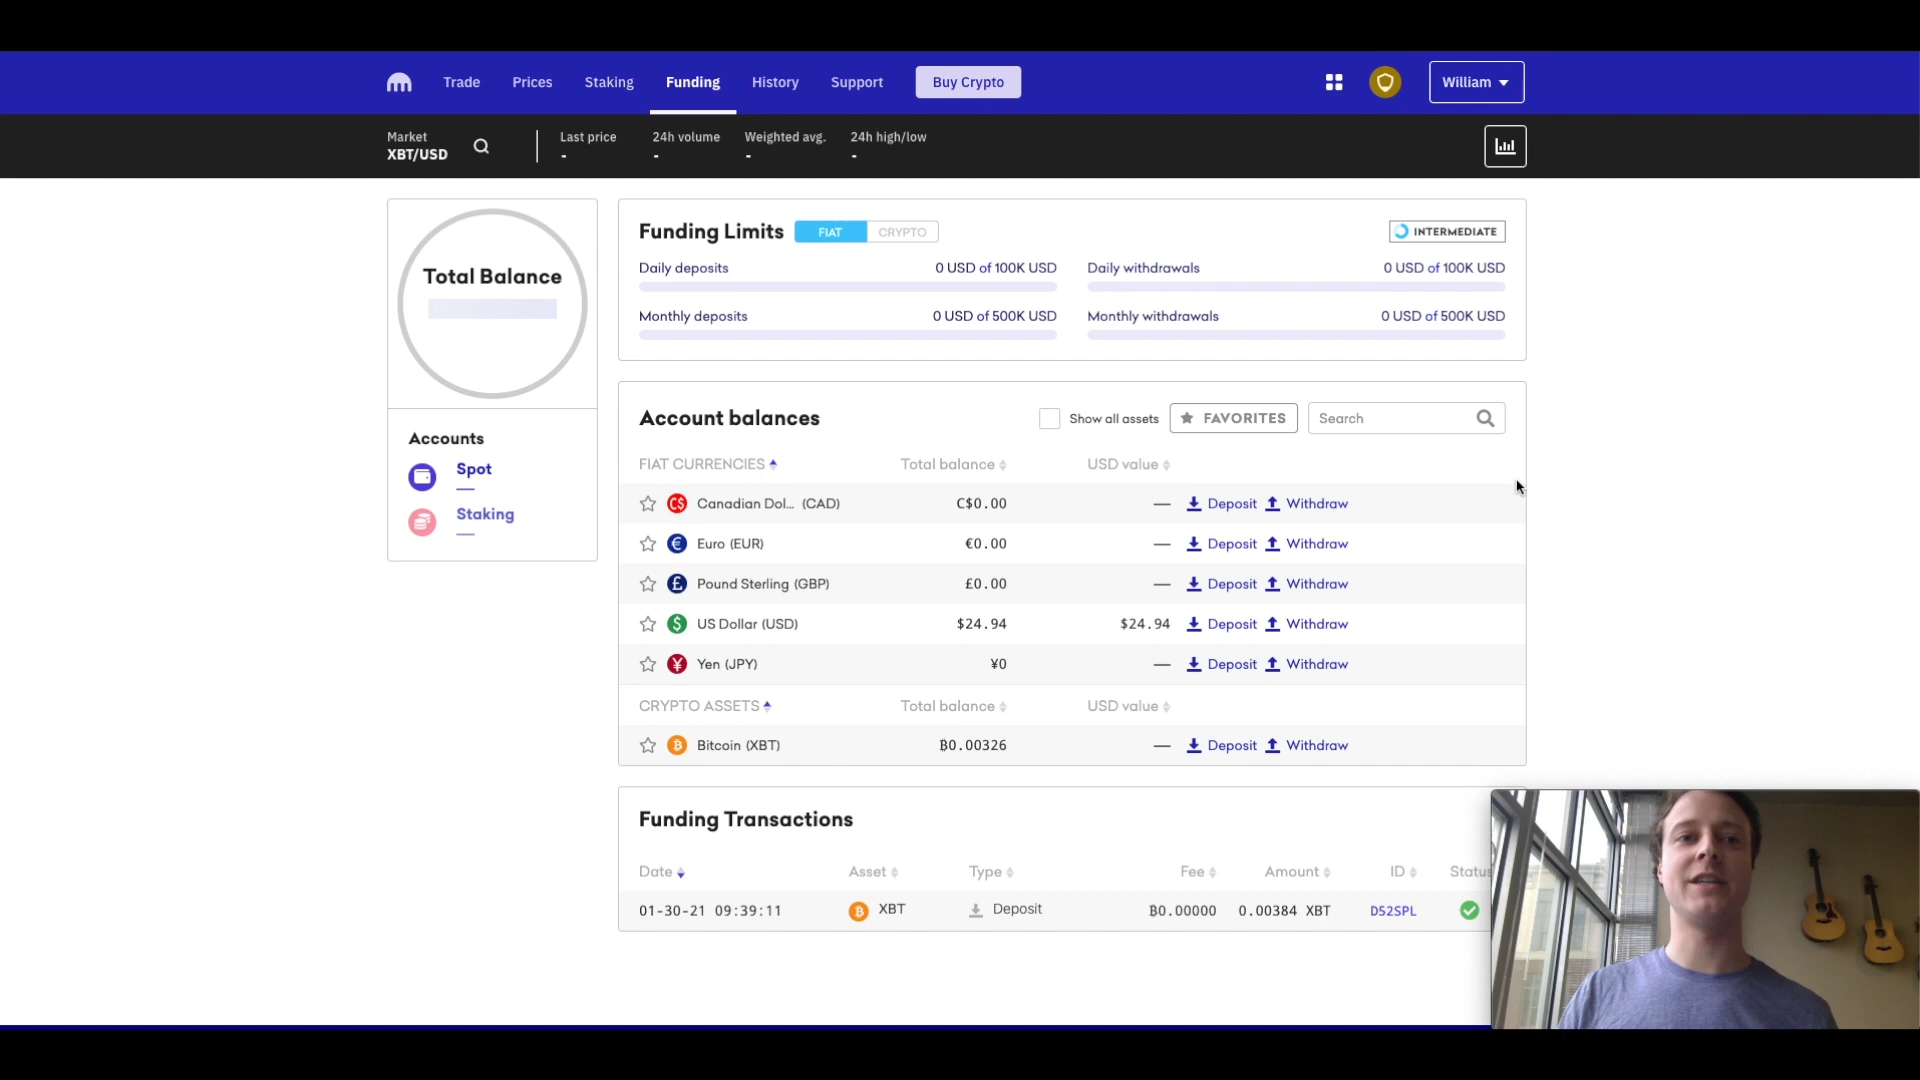 Trade Prices Staking Funding History Support Buy Crypto William
Market
XBT/USD
Last price
-
24h volume
-
Weighted avg.
-
24h high/low
-
Total Balance
Accounts
Spot
—
Staking
—
Funding Limits FIAT CRYPTO INTERMEDIATE
Daily deposits 0 USD of 100K USD Daily withdrawals 0 USD of 100K USD
Monthly deposits 0 USD of 500K USD Monthly withdrawals 0 USD of 500K USD
Account balances Show all assets FAVORITES Search
FIAT CURRENCIES Total balance USD value
C$ Canadian Dol... (CAD) C$0.00 — Deposit Withdraw
€ Euro (EUR) €0.00 — Deposit Withdraw
£ Pound Sterling (GBP) £0.00 — Deposit Withdraw
$ US Dollar (USD) $24.94 $24.94 Deposit Withdraw
¥ Yen (JPY) ¥0 — Deposit Withdraw
CRYPTO ASSETS Total balance USD value
₿ Bitcoin (XBT) ₿0.00326 — Deposit Withdraw
Funding Transactions
Date Asset Type Fee Amount ID Status
01-30-21 09:39:11 ₿ XBT Deposit ₿0.00000 0.00384 XBT D52SPL